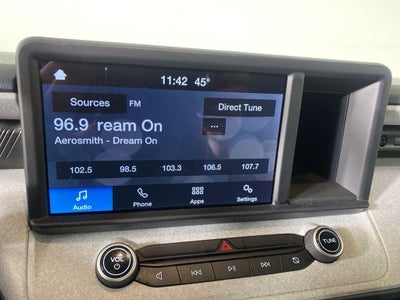 11:42 45°
Sources FM Direct Tune
96.9 ream On
...
Aerosmith - Dream On
102.5 98.5 103.3 106.5 107.7
Audio Phone Apps Settings
VOL TUNE